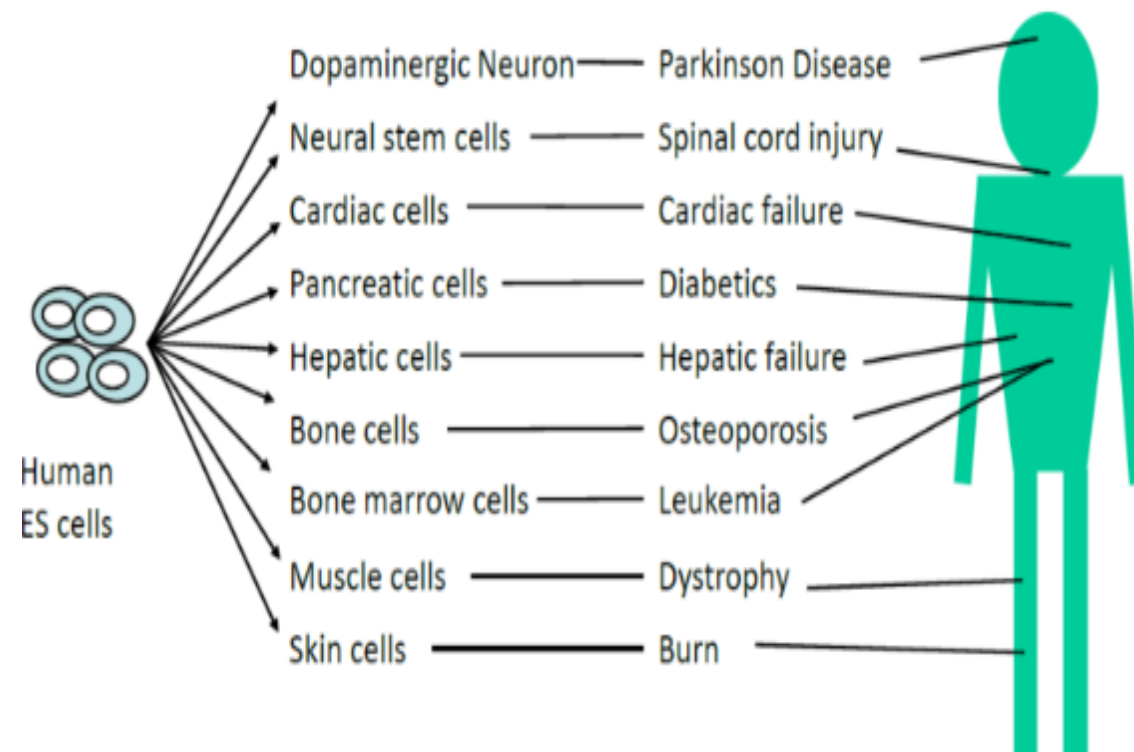 Dopaminergic Neuron Parkinson Disease
Neural stem cells Spinal cord injury
Cardiac cells Cardiac failure
Pancreatic cells Diabetics
Hepatic cells Hepatic failure
Bone cells Osteoporosis
Human
ES cells
Bone marrow cells Leukemia
Muscle cells Dystrophy
Skin cells Burn